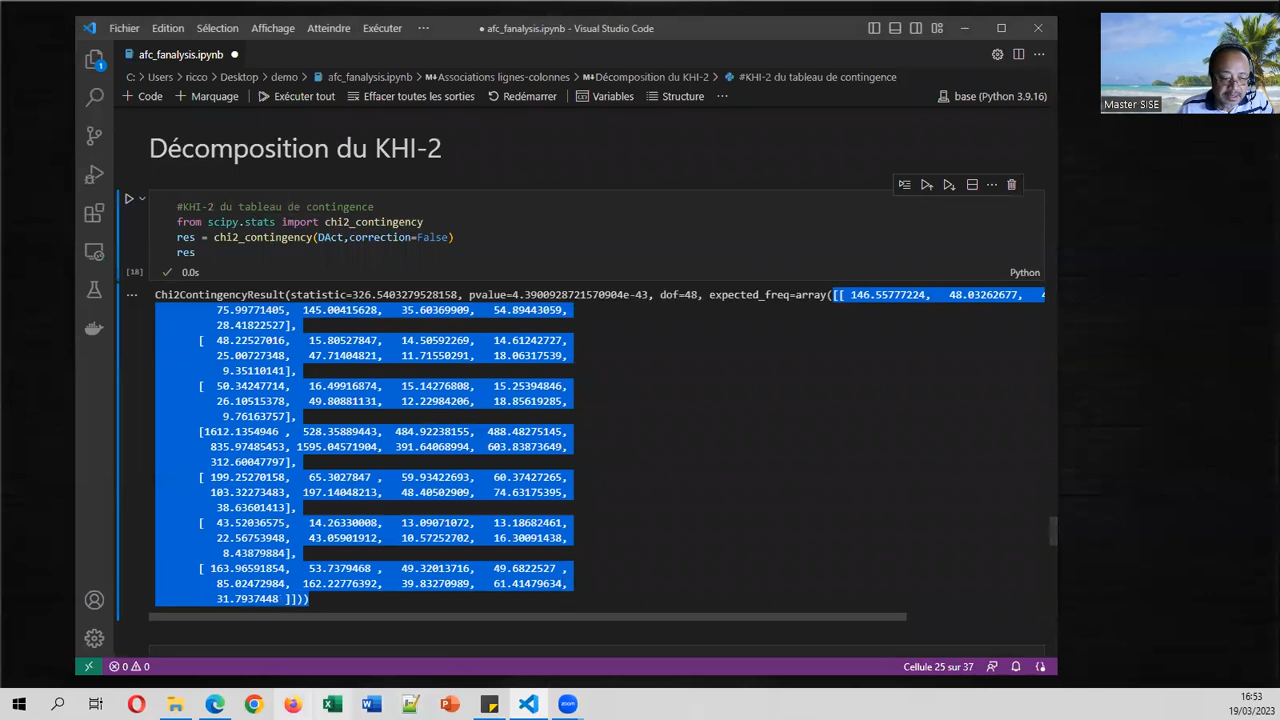 Fichier Édition Sélection Affichage Atteindre Exécuter ··· ● afc_fanalysis.ipynb - Visual Studio Code
afc_fanalysis.ipynb ●
C: > Users > ricco > Desktop > demo > afc_fanalysis.ipynb > Associations lignes-colonnes > Décomposition du KHI-2 > #KHI-2 du tableau de contingence
+ Code + Marquage Exécuter tout Effacer toutes les sorties Redémarrer Variables Structure ··· base (Python 3.9.16)
Master SISE
1
Décomposition du KHI-2
#KHI-2 du tableau de contingence
from scipy.stats import chi2_contingency
res = chi2_contingency(DAct,correction=False)
res
[18] ✓ 0.0s Python
Chi2ContingencyResult(statistic=326.5403279528158, pvalue=4.3900928721570904e-43, dof=48, expected_freq=array([[ 146.55777224, 48.03262677, 4
75.99771405, 145.00415628, 35.60369909, 54.89443059,
28.41822527],
[ 48.22527016, 15.80527847, 14.50592269, 14.61242727,
25.00727348, 47.71404821, 11.71550291, 18.06317539,
9.35110141],
[ 50.34247714, 16.49916874, 15.14276808, 15.25394846,
26.10515378, 49.80881131, 12.22984206, 18.85619285,
9.76163757],
[1612.1354946 , 528.35889443, 484.92238155, 488.48275145,
835.97485453, 1595.04571904, 391.64068994, 603.83873649,
312.60047797],
[ 199.25270158, 65.3027847 , 59.93422693, 60.37427265,
103.32273483, 197.14048213, 48.40502909, 74.63175395,
38.63601413],
[ 43.52036575, 14.26330008, 13.09071072, 13.18682461,
22.56753948, 43.05901912, 10.57252702, 16.30091438,
8.43879884],
[ 163.96591854, 53.7379468 , 49.32013716, 49.6822527 ,
85.02472984, 162.22776392, 39.83270989, 61.41479634,
31.7937448 ]]))
0 0 Cellule 25 sur 37
zoom
16:53
19/03/2023